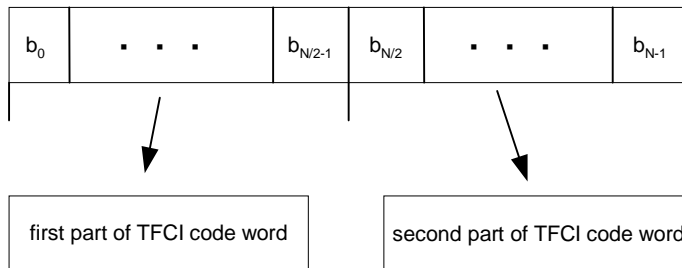 b0 . . . bN/2-1 bN/2 . . . bN-1
first part of TFCI code word second part of TFCI code word